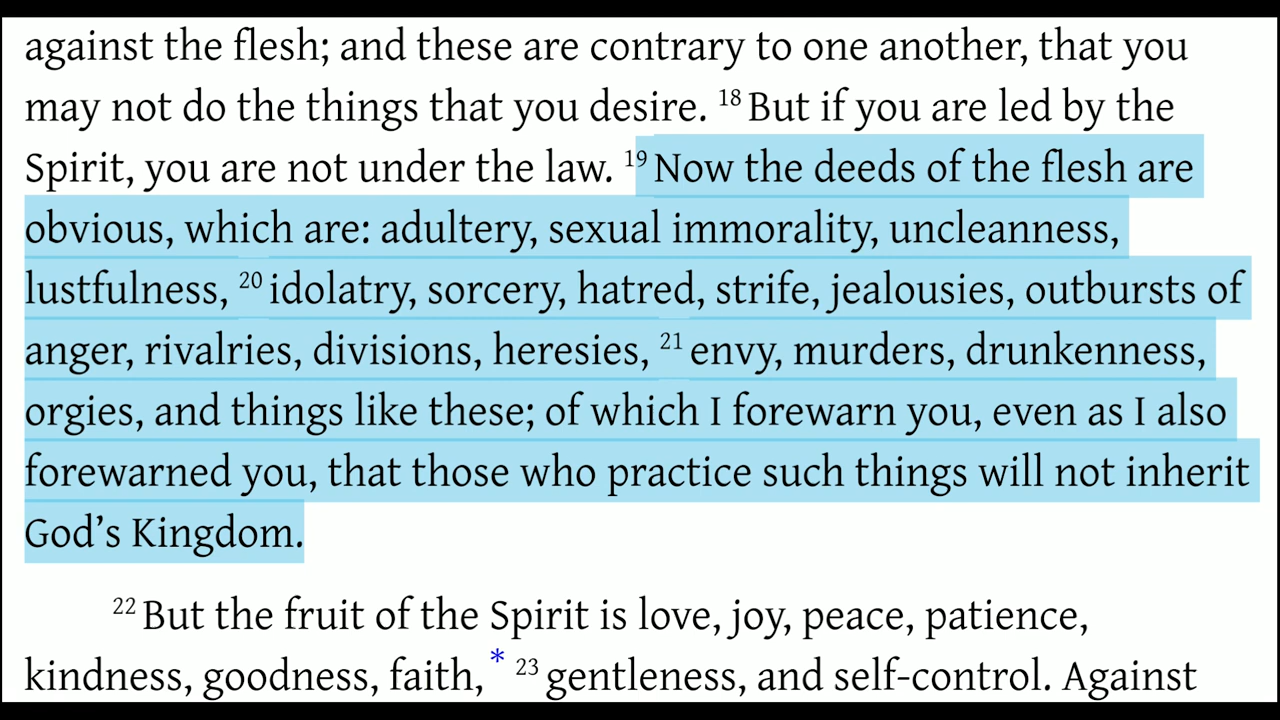 against the flesh; and these are contrary to one another, that you
may not do the things that you desire. 18 But if you are led by the
Spirit, you are not under the law. 19 Now the deeds of the flesh are
obvious, which are: adultery, sexual immorality, uncleanness,
lustfulness, 20 idolatry, sorcery, hatred, strife, jealousies, outbursts of
anger, rivalries, divisions, heresies, 21 envy, murders, drunkenness,
orgies, and things like these; of which I forewarn you, even as I also
forewarned you, that those who practice such things will not inherit
God’s Kingdom.
22 But the fruit of the Spirit is love, joy, peace, patience,
kindness, goodness, faith, * 23 gentleness, and self-control. Against